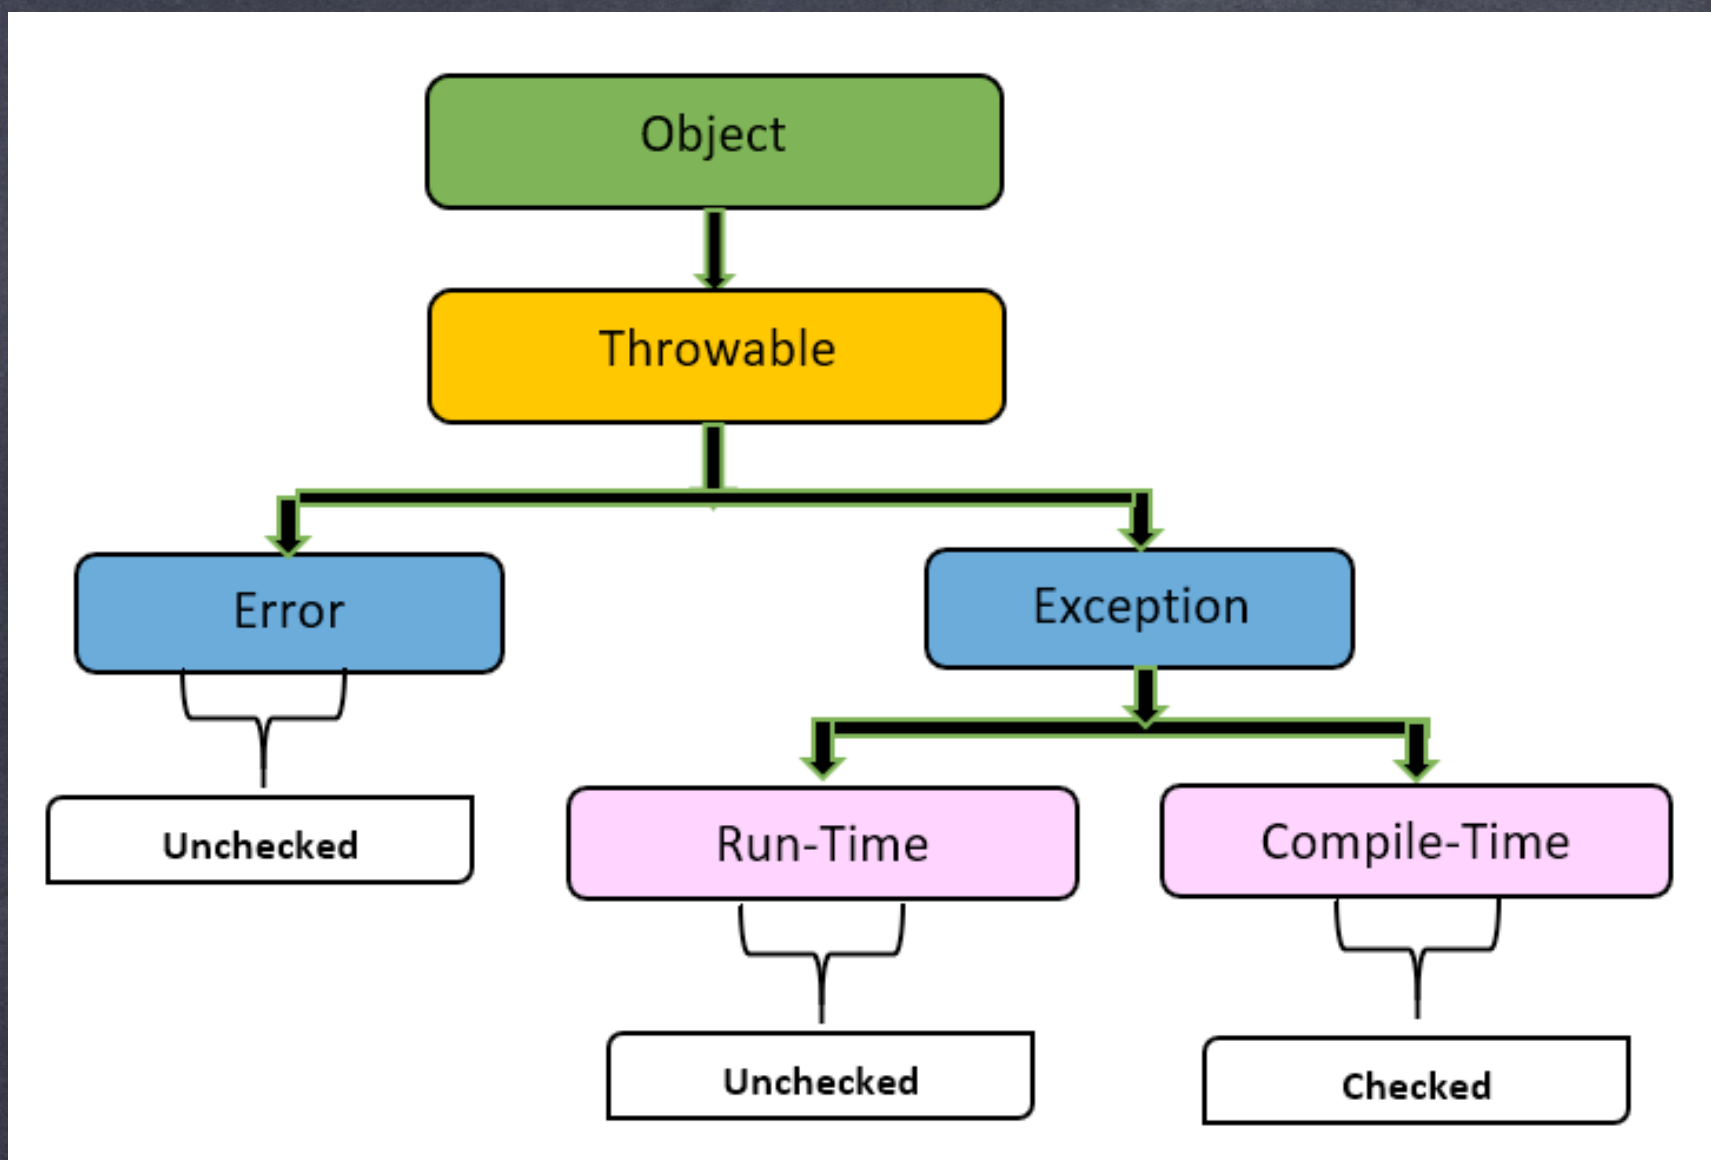 Object
Throwable
Error
Exception
Unchecked
Run-Time
Compile-Time
Unchecked
Checked